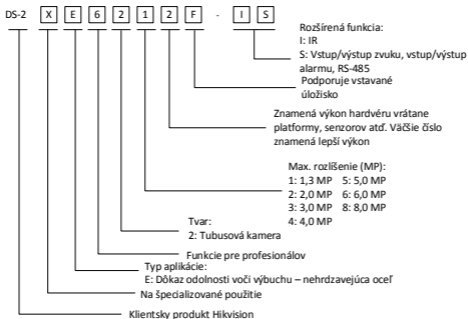 DS-2 X E 6 2 1 2 F - I S
Rozšírená funkcia:
I: IR
S: Vstup/výstup zvuku, vstup/výstup
alarmu, RS-485
Podporuje vstavané
úložisko
Znamená výkon hardvéru vrátane
platformy, senzorov atď. Väčšie číslo
znamená lepší výkon
Max. rozlíšenie (MP):
1: 1,3 MP 5: 5,0 MP
2: 2,0 MP 6: 6,0 MP
3: 3,0 MP 8: 8,0 MP
4: 4,0 MP
Tvar:
2: Tubusová kamera
Funkcie pre profesionálov
Typ aplikácie:
E: Dôkaz odolnosti voči výbuchu – nehrdzavejúca oceľ
Na špecializované použitie
Klientsky produkt Hikvision